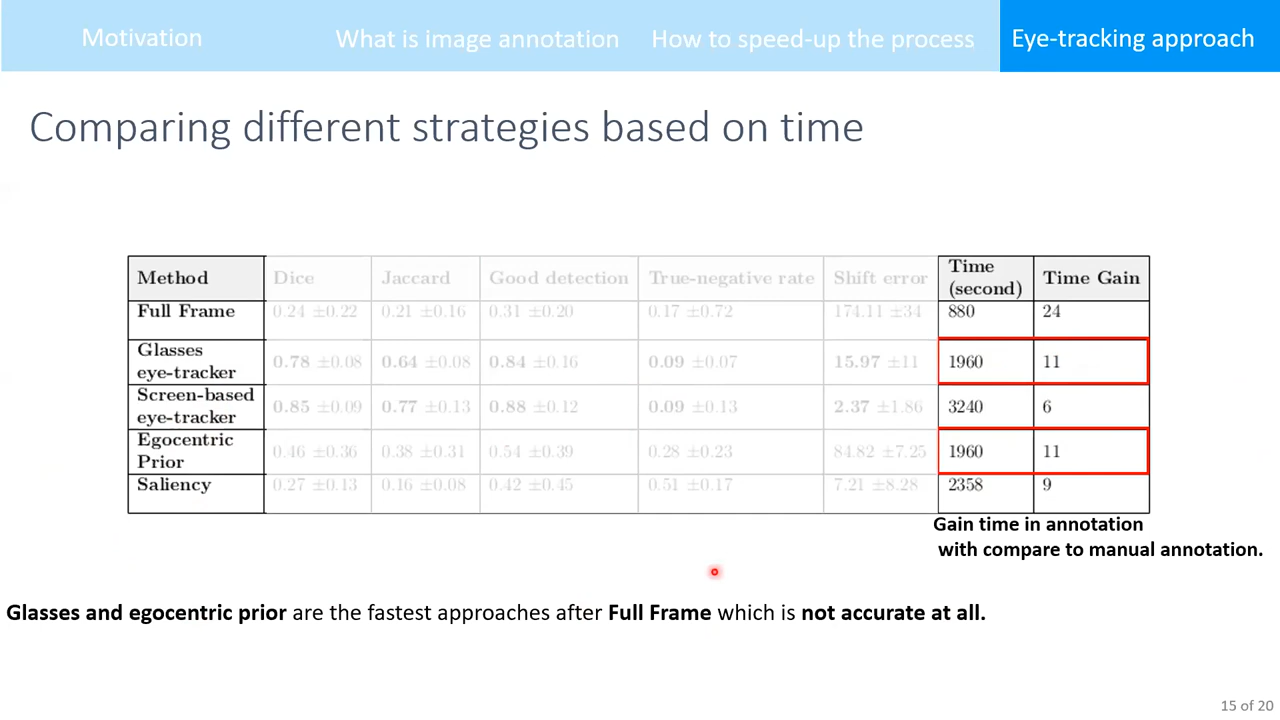 Motivation What is image annotation How to speed-up the process Eye-tracking approach
Comparing different strategies based on time
Method Dice Jaccard Good detection True-negative rate Shift error Time (second) Time Gain
Full Frame 0.24 ±0.22 0.21 ±0.16 0.31 ±0.20 0.17 ±0.72 174.11 ±34 880 24
Glasses eye-tracker 0.78 ±0.08 0.64 ±0.08 0.84 ±0.16 0.09 ±0.07 15.97 ±11 1960 11
Screen-based eye-tracker 0.85 ±0.09 0.77 ±0.13 0.88 ±0.12 0.09 ±0.13 2.37 ±1.86 3240 6
Egocentric Prior 0.46 ±0.36 0.38 ±0.31 0.54 ±0.39 0.28 ±0.23 84.82 ±7.25 1960 11
Saliency 0.27 ±0.13 0.16 ±0.08 0.42 ±0.45 0.51 ±0.17 7.21 ±8.28 2358 9
Gain time in annotation
with compare to manual annotation.
Glasses and egocentric prior are the fastest approaches after Full Frame which is not accurate at all.
15 of 20